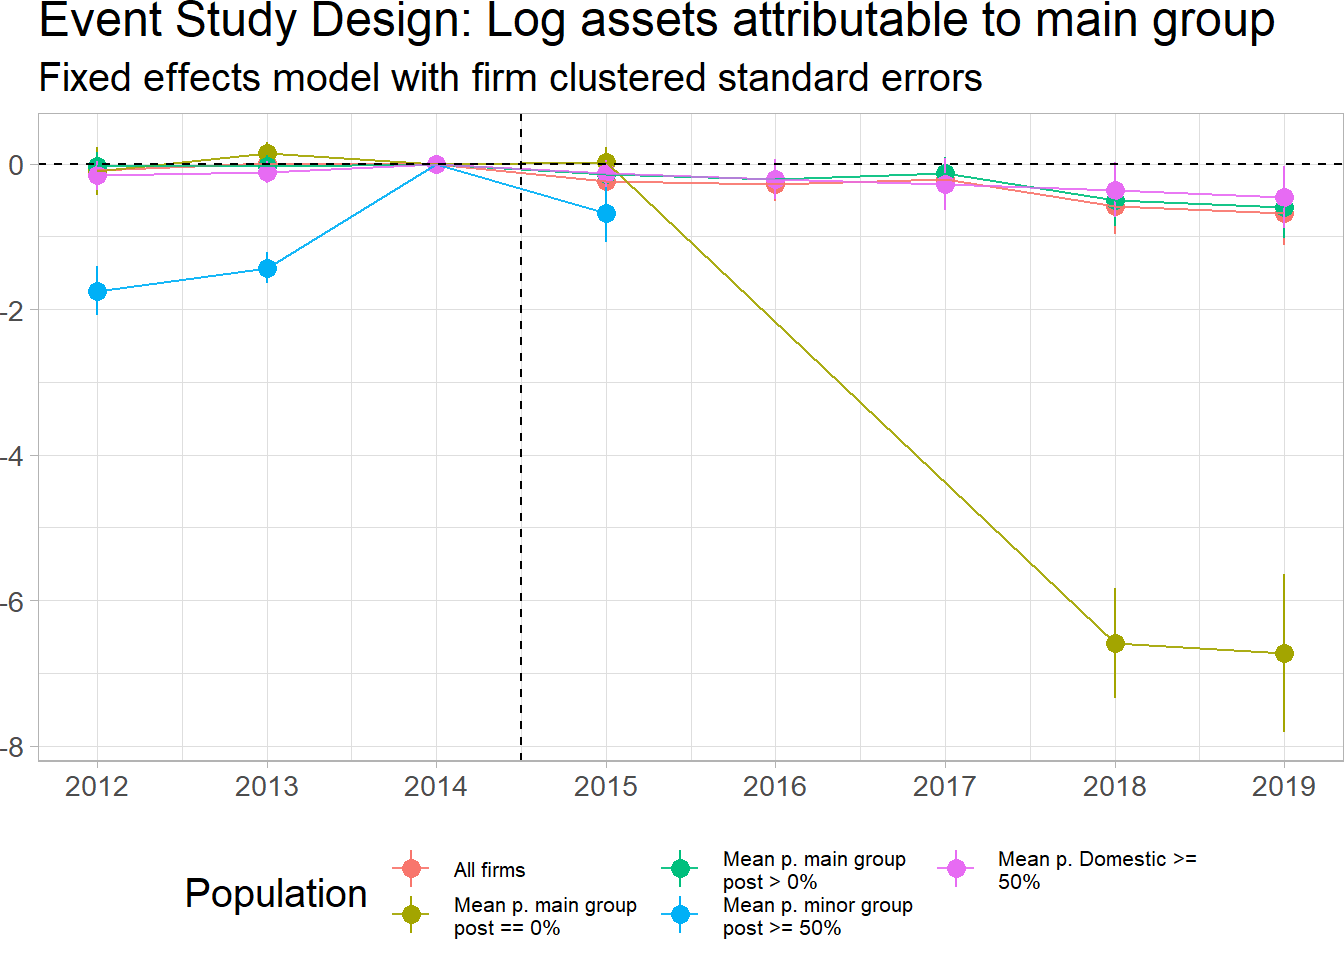 Event Study Design: Log assets attributable to main group
Fixed effects model with firm clustered standard errors
0
-2
-4
-6
-8
2012 2013 2014 2015 2016 2017 2018 2019
Population
All firms
Mean p. main group
post == 0%
Mean p. main group
post > 0%
Mean p. minor group
post >= 50%
Mean p. Domestic >=
50%